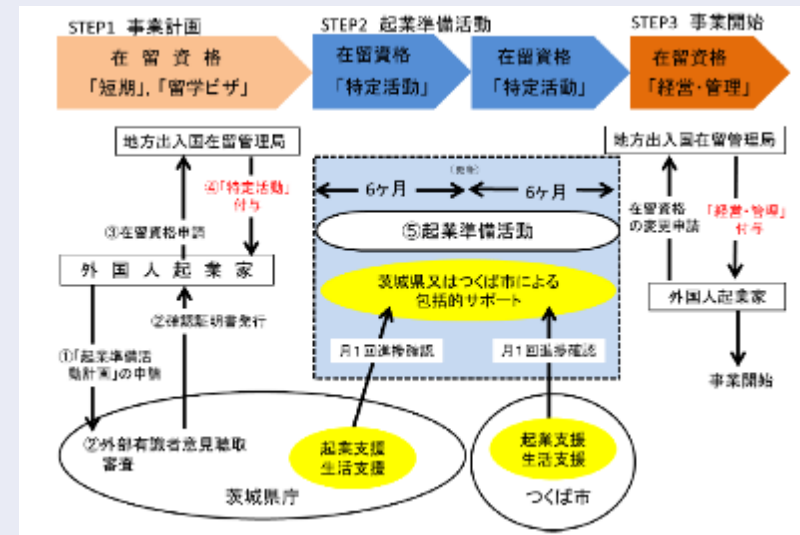 STEP1 事業計画
STEP2 起業準備活動
STEP3 事業開始
在留資格
「短期」,「留学ビザ」
在留資格
「特定活動」
在留資格
「特定活動」
在留資格
「経営・管理」
地方出入国在留管理局
④「特定活動」
付与
③在留資格申請
外国人起業家
②確認証明書発行
①「起業準備活
動計画」の申請
②外部有識者意見聴取
審査
起業支援
生活支援
茨城県庁
6ヶ月
6ヶ月
⑤起業準備活動
茨城県又はつくば市による
包括的サポート
月1回進捗確認
月1回進捗確認
起業支援
生活支援
つくば市
地方出入国在留管理局
在留資格
の変更申請
「経営・管理」
付与
外国人起業家
事業開始